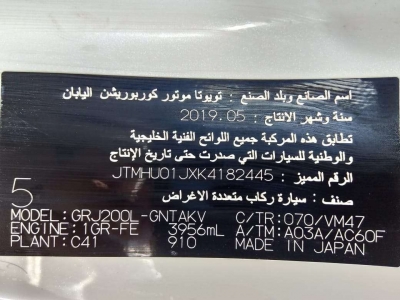 اسم الصانع وبلد الصنع : تويوتا موتور كوربوريشن اليابان
سنة وشهر الانتاج : 2019.05
تطابق هذه المركبة جميع اللوائح الفنية الخليجية
والوطنية للسيارات التي صدرت حتى تاريخ الإنتاج
الرقم المميز : JTMHU01JXK4182445
صنف : سيارة ركاب متعددة الاغراض
5
MODEL: GRJ200L-GNTAKV C/TR: 070/VM47
ENGINE: 1GR-FE 3956mL A/TM: A03A/AC60F
PLANT: C41 910 MADE IN JAPAN